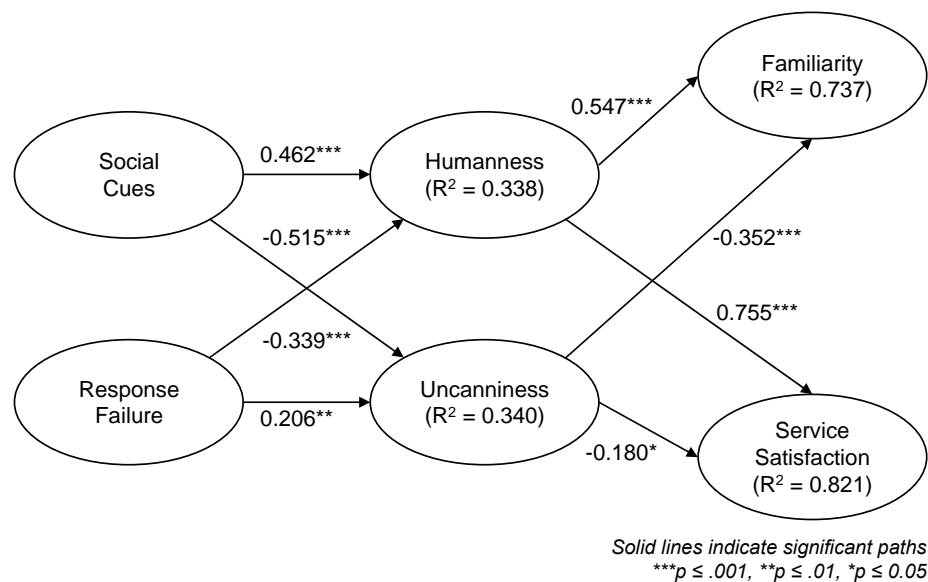 Familiarity
(R² = 0.737)
0.547***
Social
Cues
0.462***
Humanness
(R² = 0.338)
-0.515***
-0.352***
-0.339***
0.755***
Response
Failure
0.206**
Uncanniness
(R² = 0.340)
-0.180*
Service
Satisfaction
(R² = 0.821)
Solid lines indicate significant paths
***p ≤ .001, **p ≤ .01, *p ≤ 0.05